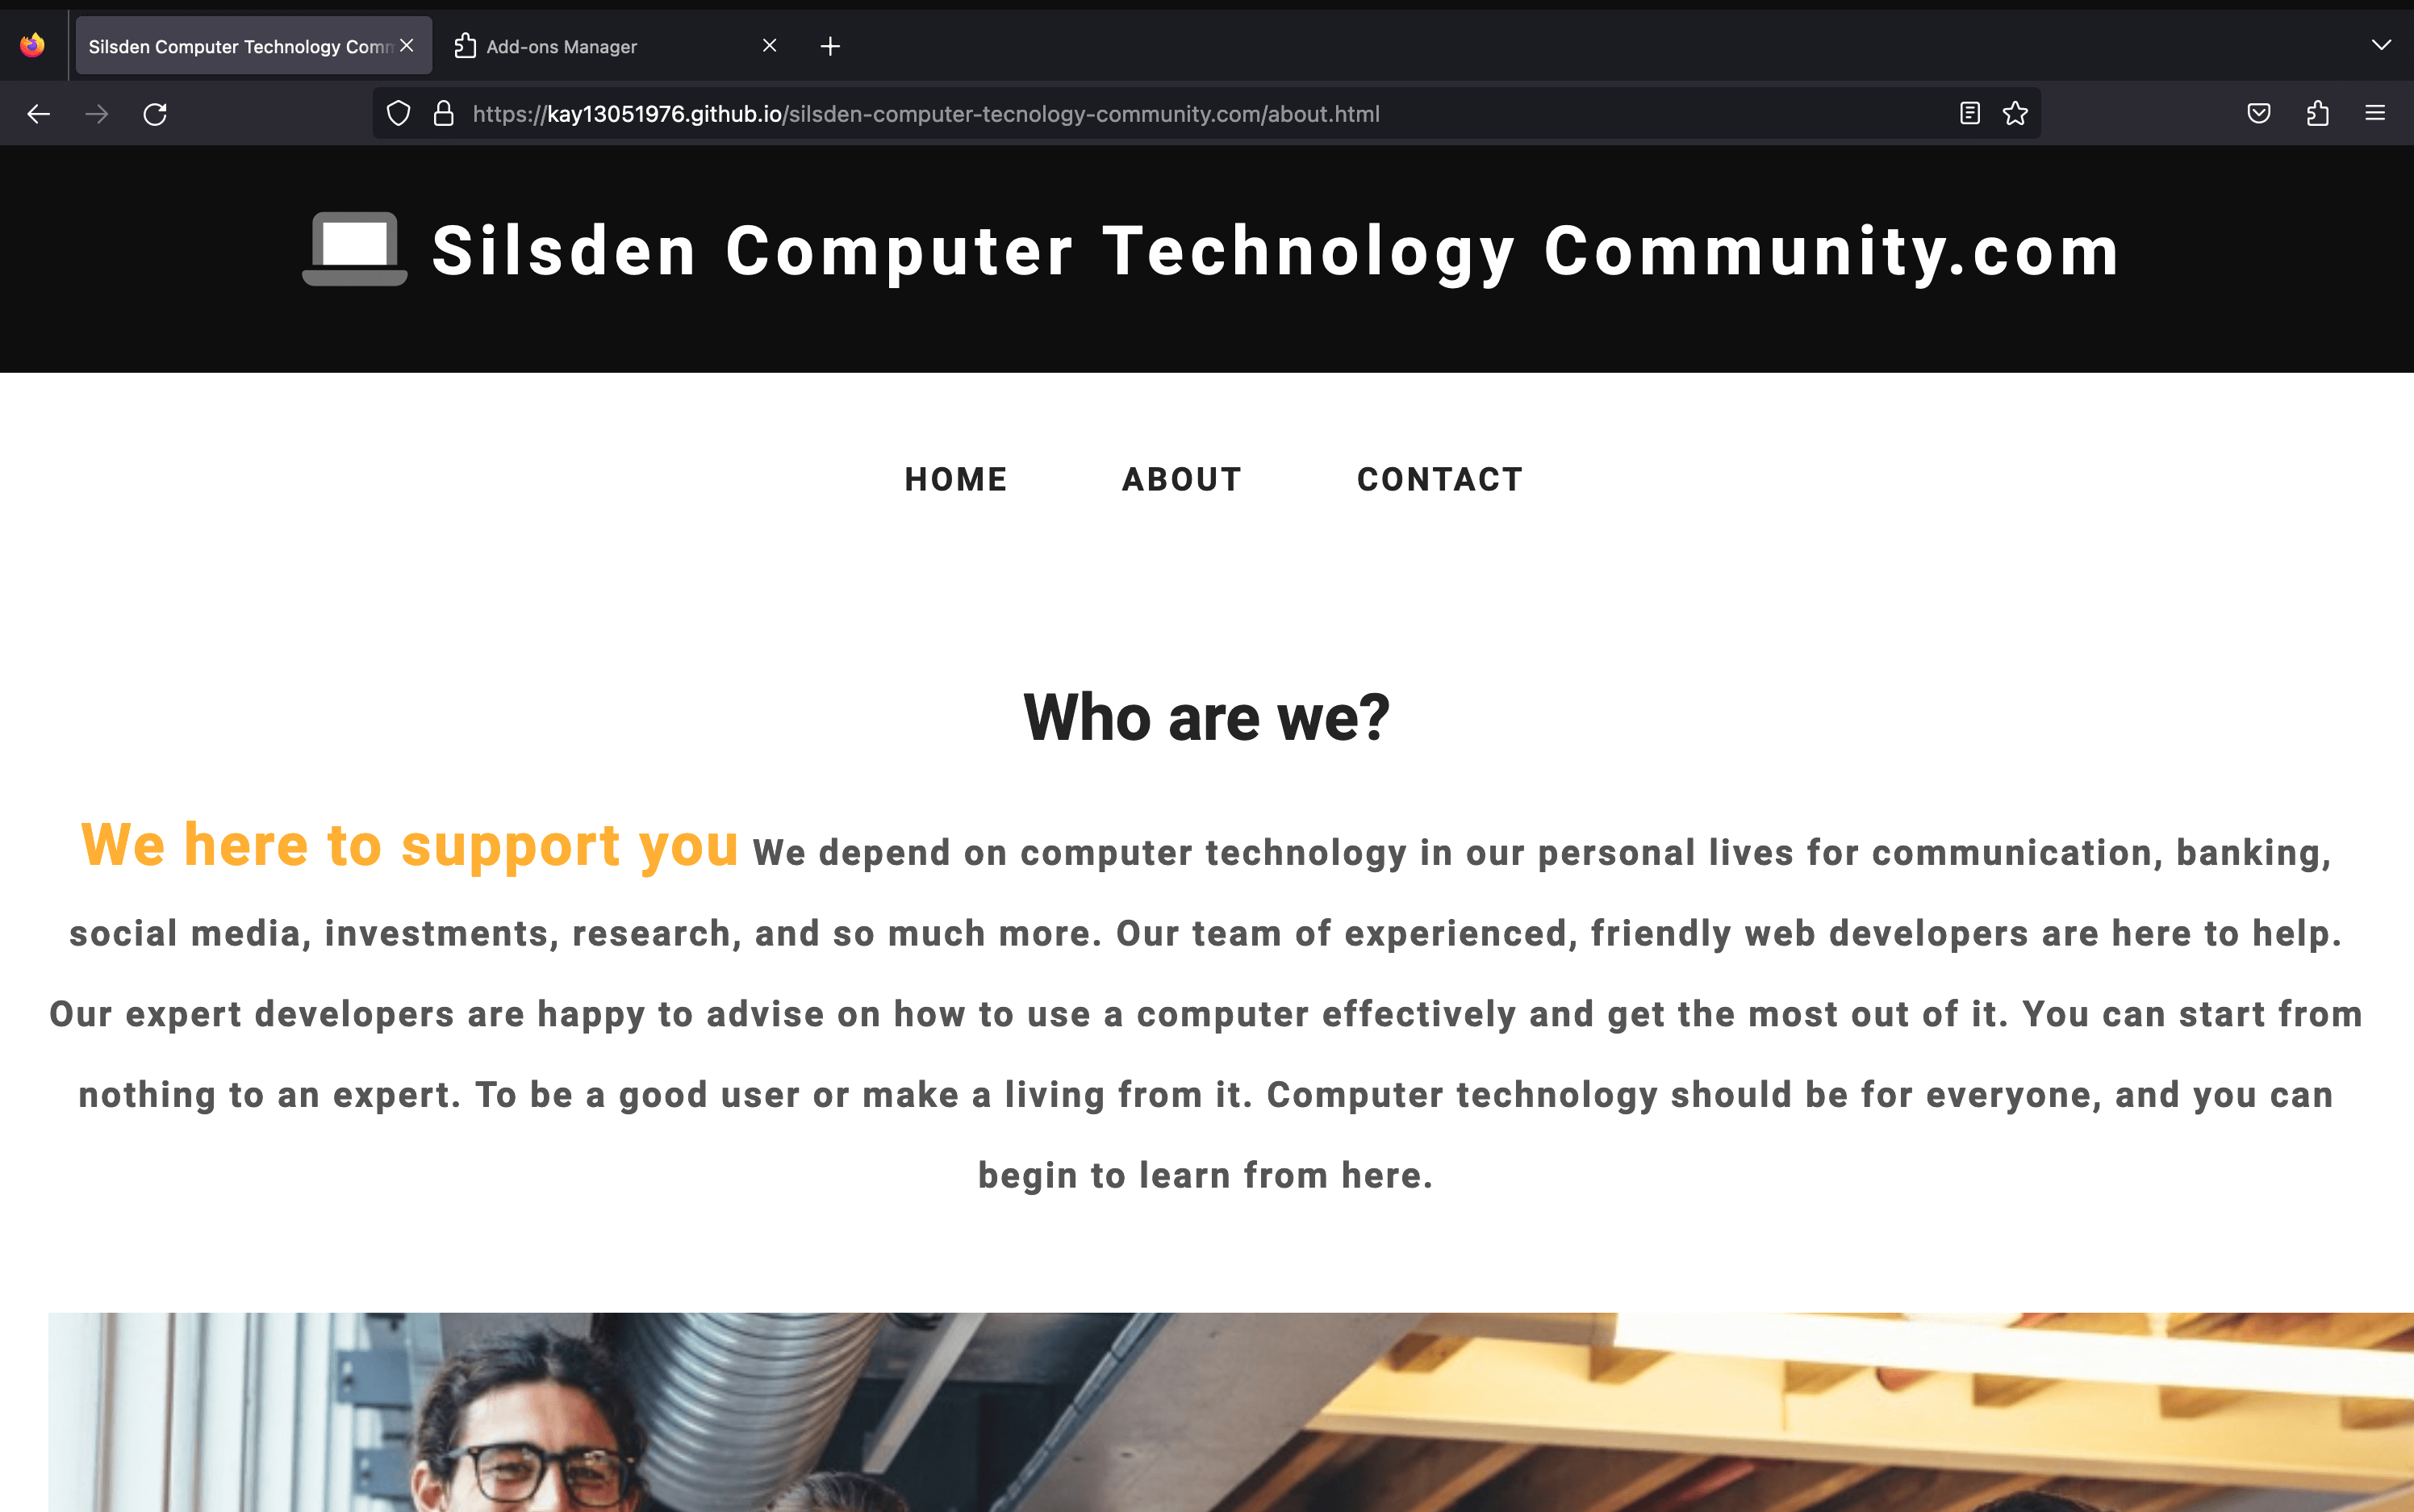 Silsden Computer Technology Comm
Add-ons Manager
https://kay13051976.github.io/silsden-computer-tecnology-community.com/about.html
Silsden Computer Technology Community.com
HOME ABOUT CONTACT
Who are we?
We here to support you We depend on computer technology in our personal lives for communication, banking,
social media, investments, research, and so much more. Our team of experienced, friendly web developers are here to help.
Our expert developers are happy to advise on how to use a computer effectively and get the most out of it. You can start from
nothing to an expert. To be a good user or make a living from it. Computer technology should be for everyone, and you can
begin to learn from here.